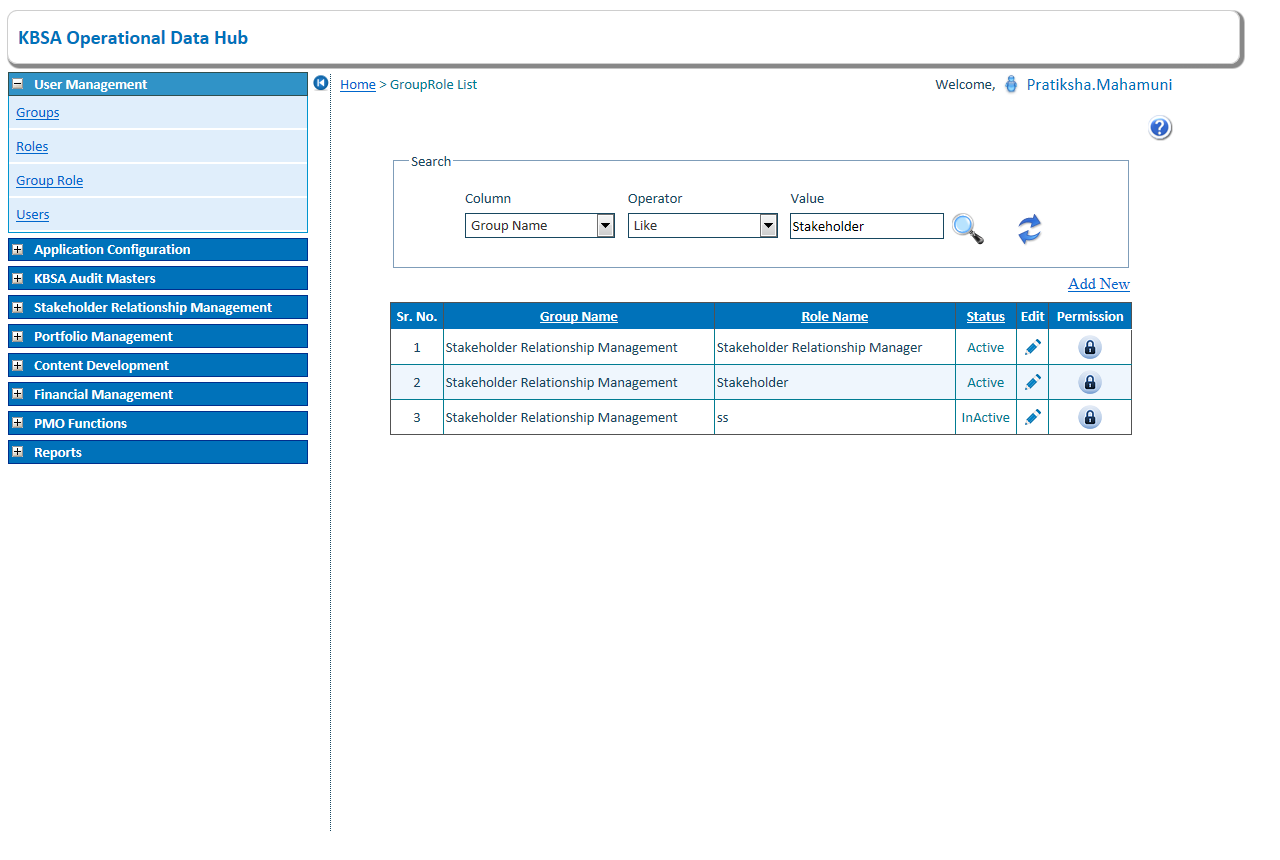 KBSA Operational Data Hub
User Management
Groups
Roles
Group Role
Users
Application Configuration
KBSA Audit Masters
Stakeholder Relationship Management
Portfolio Management
Content Development
Financial Management
PMO Functions
Reports
Home > GroupRole List
Welcome, Pratiksha.Mahamuni
?
Search
Column Operator Value
Group Name Like Stakeholder
Add New
Sr. No. Group Name Role Name Status Edit Permission
1 Stakeholder Relationship Management Stakeholder Relationship Manager Active
2 Stakeholder Relationship Management Stakeholder Active
3 Stakeholder Relationship Management ss InActive